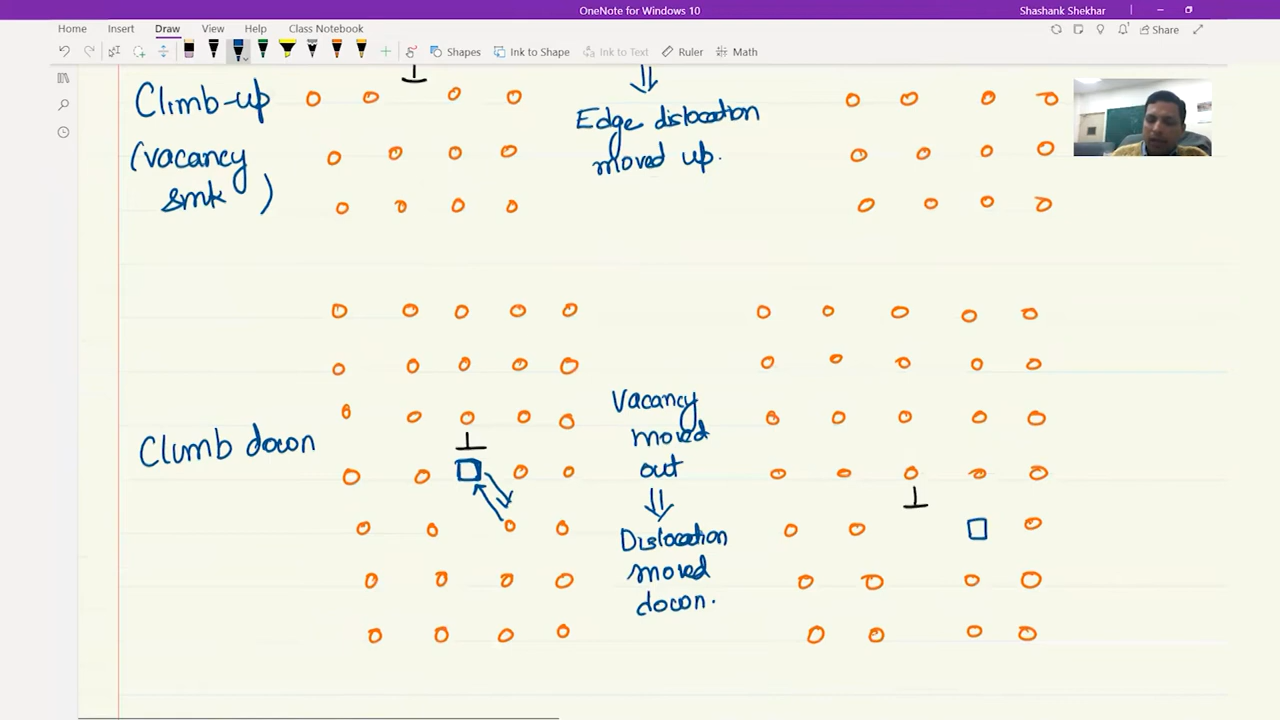 OneNote for Windows 10
Shashank Shekhar
Home Insert Draw View Help Class Notebook
Shapes Ink to Shape Ink to Text Ruler Math Share
Climb-up
(vacancy
smk)
Edge dislocation
moved up.
Climb down
Vacancy
moved
out
Dislocation
moved
down.